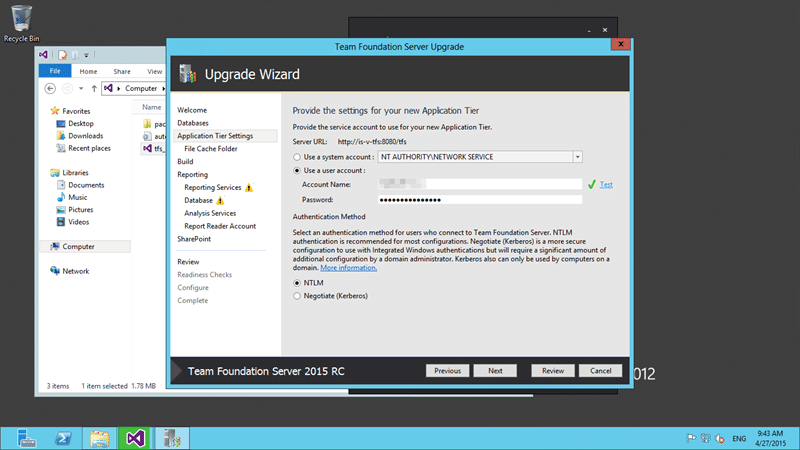 Recycle Bin
File
Home
Share
View
Computer
Favorites
Desktop
Downloads
Recent places
Libraries
Documents
Music
Pictures
Videos
Computer
Network
Name
pac
auto
tfs_
3 items
1 item selected 1.78 MB
Team Foundation Server Upgrade
Upgrade Wizard
Welcome
Databases
Application Tier Settings
File Cache Folder
Build
Reporting
Reporting Services
Database
Analysis Services
Report Reader Account
SharePoint
Review
Readiness Checks
Configure
Complete
Provide the settings for your new Application Tier
Provide the service account to use for your new Application Tier.
Server URL: http://is-v-tfs:8080/tfs
Use a system account : NT AUTHORITY\NETWORK SERVICE
Use a user account :
Account Name:
Test
Password:
Authentication Method
Select an authentication method for users who connect to Team Foundation Server. NTLM
authentication is recommended for most configurations. Negotiate (Kerberos) is a more secure
configuration to use with Integrated Windows authentications but will require a significant amount of
additional configuration by a domain administrator. Kerberos also can only be used by computers on a
domain. More information.
NTLM
Negotiate (Kerberos)
Team Foundation Server 2015 RC
Previous
Next
Review
Cancel
012
ENG
9:43 AM
4/27/2015